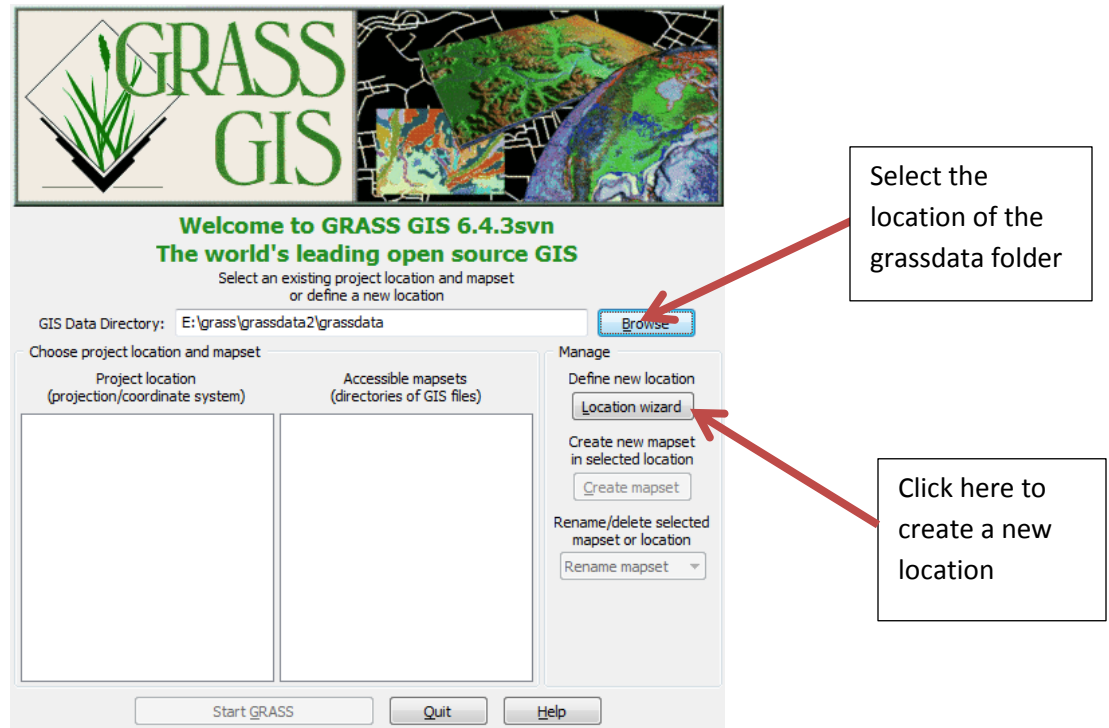 GRASS
GIS
Welcome to GRASS GIS 6.4.3svn
The world's leading open source GIS
Select an existing project location and mapset
or define a new location
GIS Data Directory: E:\grass\grassdata2\grassdata Browse
Choose project location and mapset
Project location
(projection/coordinate system)
Accessible mapsets
(directories of GIS files)
Manage
Define new location
Location wizard
Create new mapset
in selected location
Create mapset
Rename/delete selected
mapset or location
Rename mapset
Start GRASS Quit Help
Select the
location of the
grassdata folder
Click here to
create a new
location